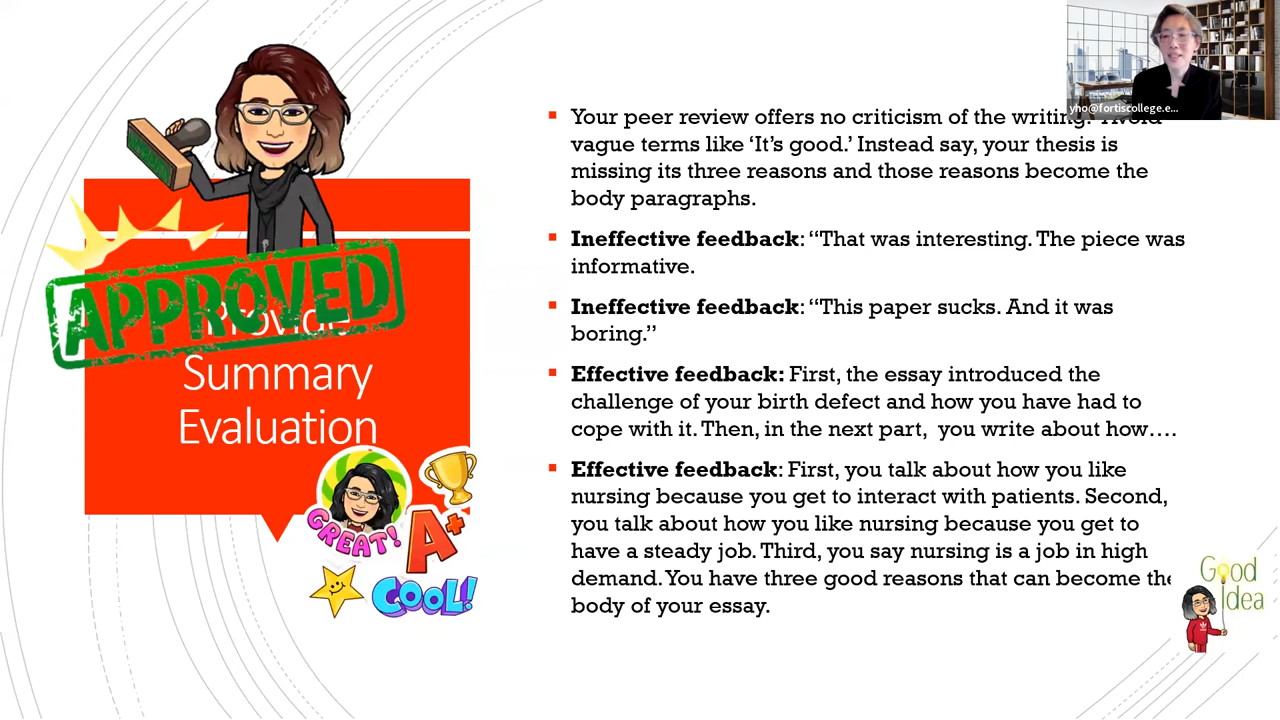 yho@fortiscollege.e...
Your peer review offers no criticism of the writing. Avoid
vague terms like ‘It’s good.’ Instead say, your thesis is
missing its three reasons and those reasons become the
body paragraphs.
Ineffective feedback: “That was interesting. The piece was
informative.
Ineffective feedback: “This paper sucks. And it was
boring.”
Effective feedback: First, the essay introduced the
challenge of your birth defect and how you have had to
cope with it. Then, in the next part, you write about how….
Effective feedback: First, you talk about how you like
nursing because you get to interact with patients. Second,
you talk about how you like nursing because you get to
have a steady job. Third, you say nursing is a job in high
demand. You have three good reasons that can become the
body of your essay.
APPROVED
Provide
Summary
Evaluation
GREAT!
A+
COOL!
Good
Idea